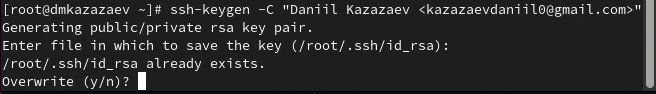 [root@dmkazazaev ~]# ssh-keygen -C "Daniil Kazazaev <kazazaevdaniil0@gmail.com>"
Generating public/private rsa key pair.
Enter file in which to save the key (/root/.ssh/id_rsa):
/root/.ssh/id_rsa already exists.
Overwrite (y/n)?